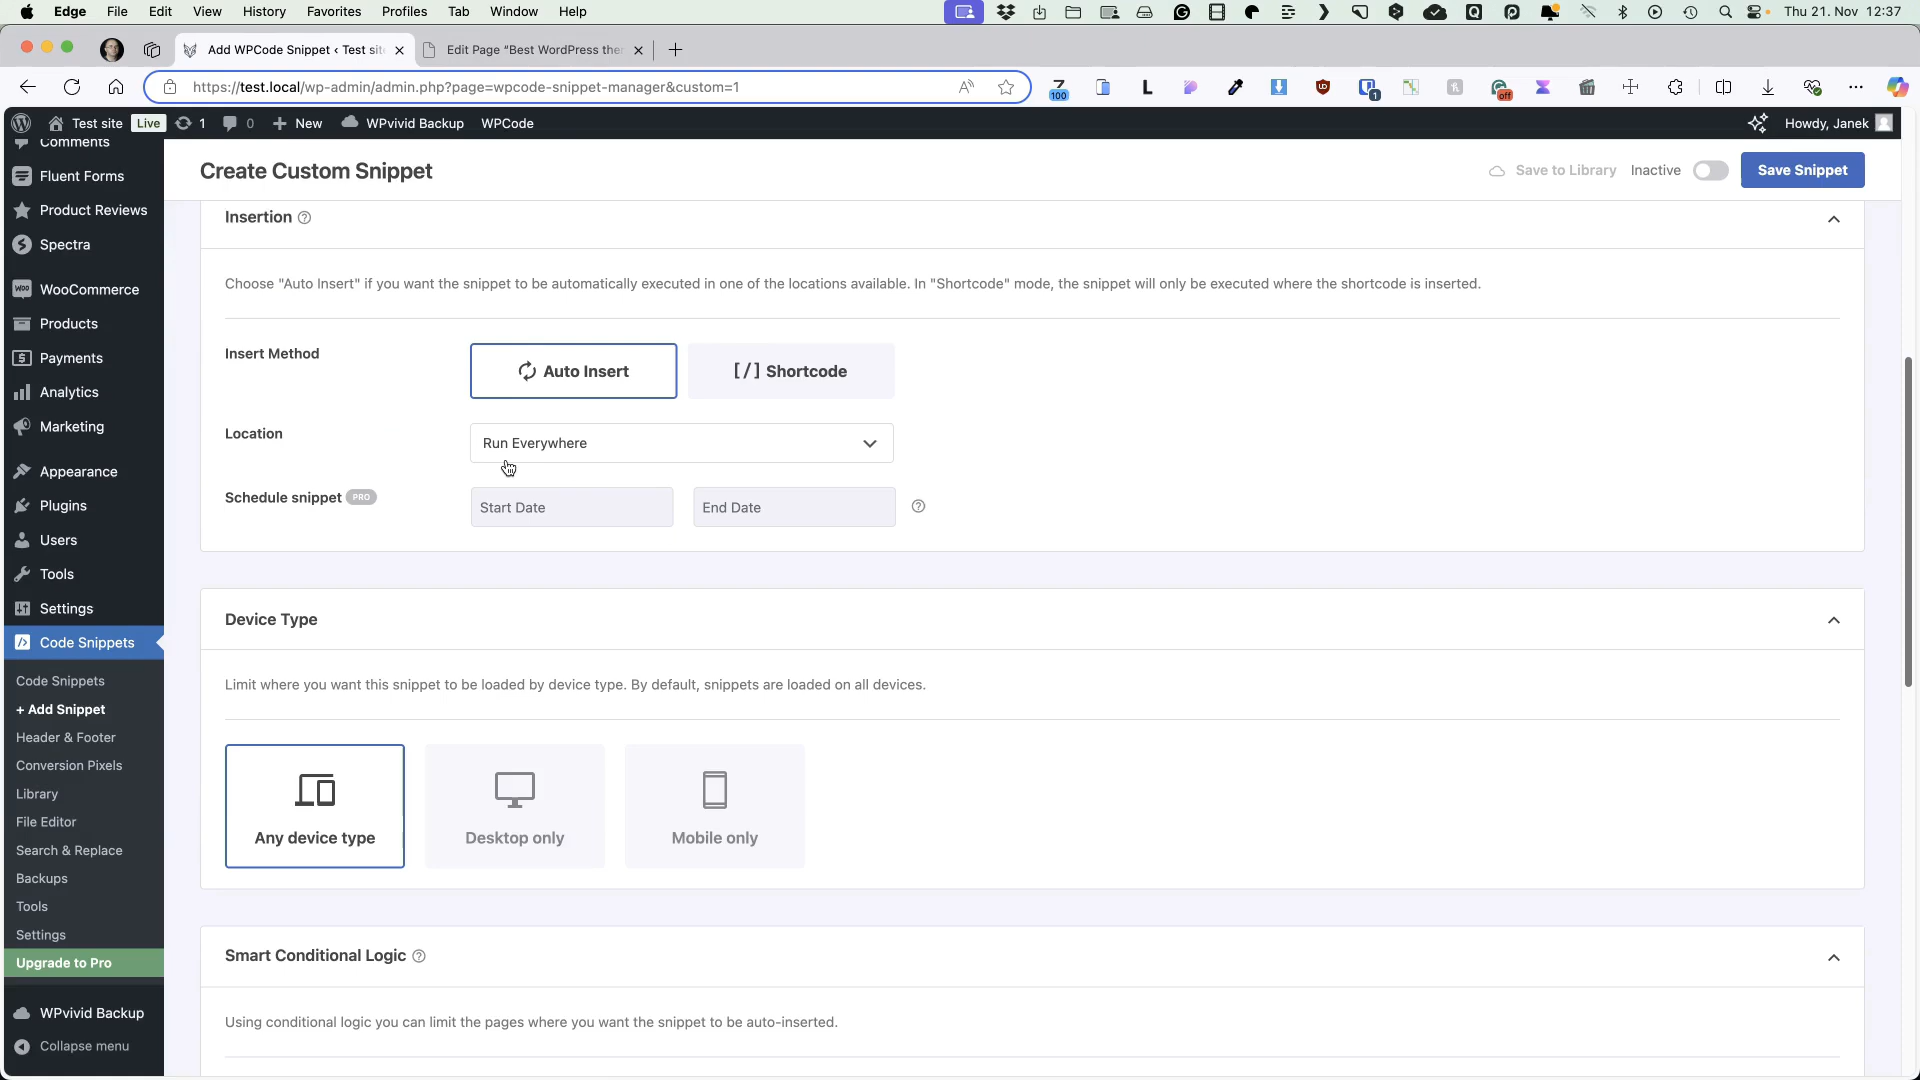 Edge File Edit View History Favorites Profiles Tab Window Help
Thu 21. Nov 12:37
Add WPCode Snippet ‹ Test sit
Edit Page “Best WordPress the
https://test.local/wp-admin/admin.php?page=wpcode-snippet-manager&custom=1
100
1
off
Test site Live 1 0 New WPvivid Backup WPCode
Howdy, Janek
Comments
Fluent Forms
Product Reviews
Spectra
WooCommerce
Products
Payments
Analytics
Marketing
Appearance
Plugins
Users
Tools
Settings
Code Snippets
Code Snippets
+ Add Snippet
Header & Footer
Conversion Pixels
Library
File Editor
Search & Replace
Backups
Tools
Settings
Upgrade to Pro
WPvivid Backup
Collapse menu
Create Custom Snippet
Save to Library Inactive Save Snippet
Insertion
Choose "Auto Insert" if you want the snippet to be automatically executed in one of the locations available. In "Shortcode" mode, the snippet will only be executed where the shortcode is inserted.
Insert Method
Auto Insert
[/] Shortcode
Location
Run Everywhere
Schedule snippet PRO
Start Date
End Date
Device Type
Limit where you want this snippet to be loaded by device type. By default, snippets are loaded on all devices.
Any device type
Desktop only
Mobile only
Smart Conditional Logic
Using conditional logic you can limit the pages where you want the snippet to be auto-inserted.